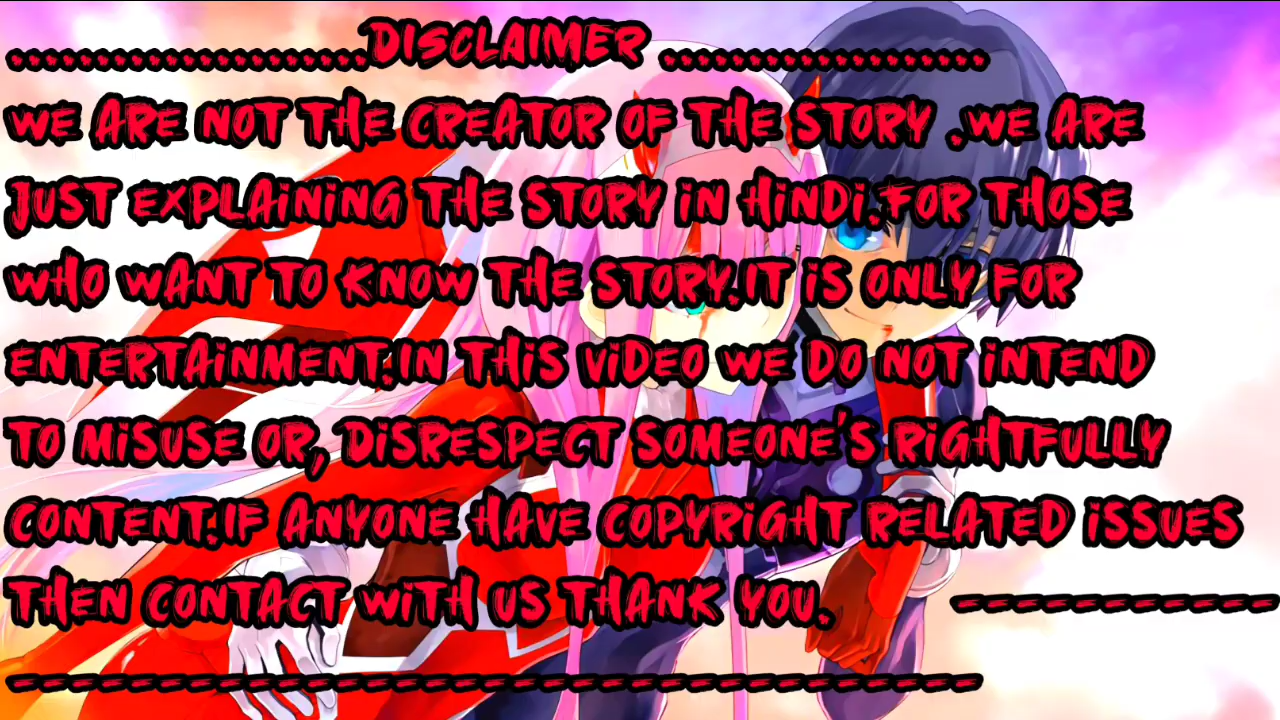 .....................DISCLAIMER ...................
WE ARE NOT THE CREATOR OF THE STORY .WE ARE
JUST EXPLAINING THE STORY IN HINDI.FOR THOSE
WHO WANT TO KNOW THE STORY.IT IS ONLY FOR
ENTERTAINMENT.IN THIS VIDEO WE DO NOT INTEND
TO MISUSE OR, DISRESPECT SOMEONE'S RIGHTFULLY
CONTENT.IF ANYONE HAVE COPYRIGHT RELATED ISSUES
THEN CONTACT WITH US THANK YOU. ------------
---------------------------------